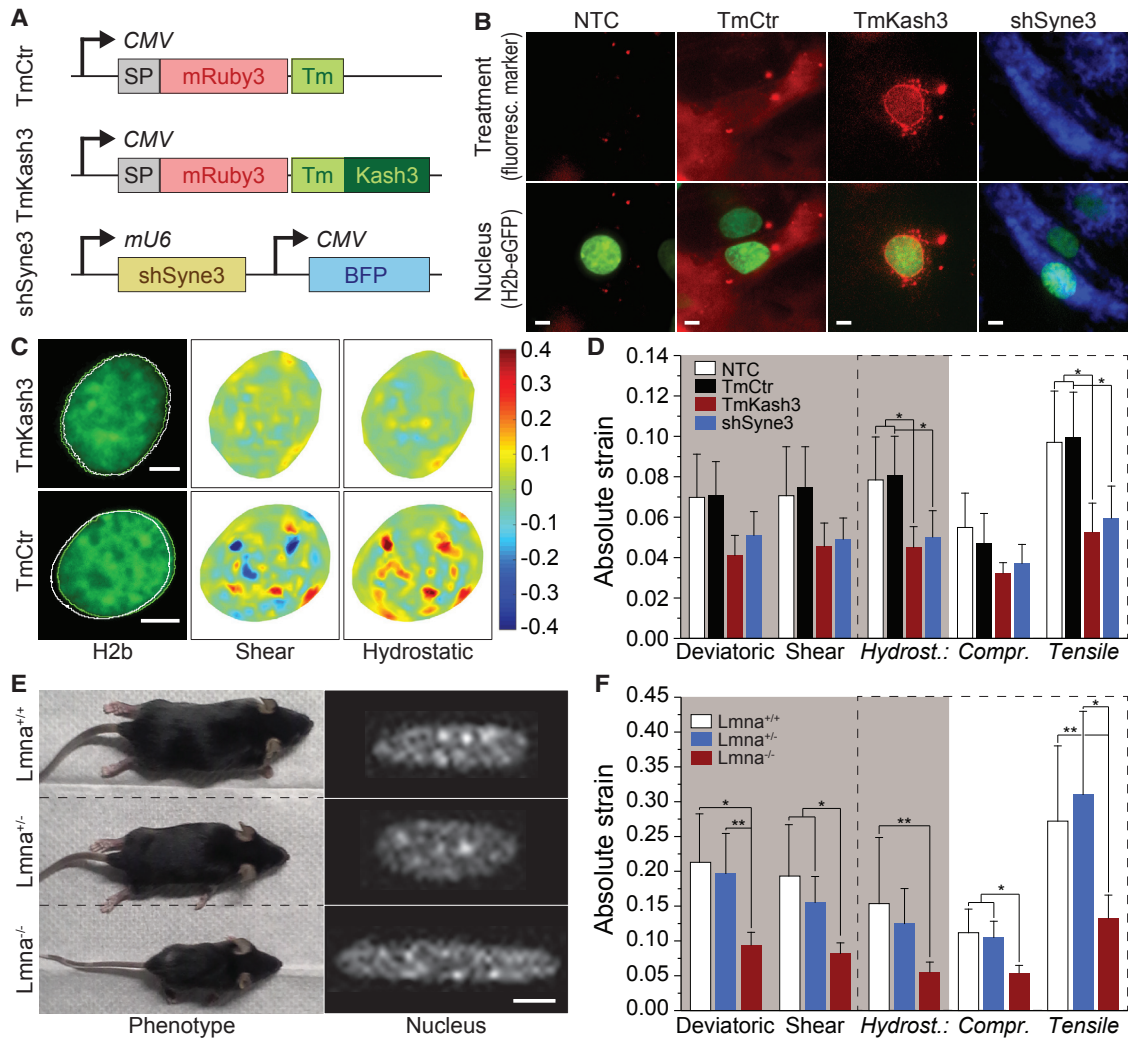 A
TmCtr
CMV
SP
mRuby3
Tm
TmKash3
CMV
SP
mRuby3
Tm
Kash3
shSyne3
mU6
CMV
shSyne3
BFP
B
NTC
TmCtr
TmKash3
shSyne3
Treatment
(fluoresc. marker)
Nucleus
(H2b-eGFP)
C
TmKash3
TmCtr
H2b
Shear
Hydrostatic
0.4
0.3
0.2
0.1
0
-0.1
-0.2
-0.3
-0.4
D
Absolute strain
0.14
0.12
0.10
0.08
0.06
0.04
0.02
0.00
NTC
TmCtr
TmKash3
shSyne3
*
*
*
*
Deviatoric
Shear
Hydrost.:
Compr.
Tensile
E
Lmna+/+
Lmna+/-
Lmna-/-
Phenotype
Nucleus
F
Absolute strain
0.45
0.40
0.35
0.30
0.25
0.20
0.15
0.10
0.05
0.00
Lmna+/+
Lmna+/-
Lmna-/-
*
**
*
**
*
*
**
Deviatoric
Shear
Hydrost.:
Compr.
Tensile